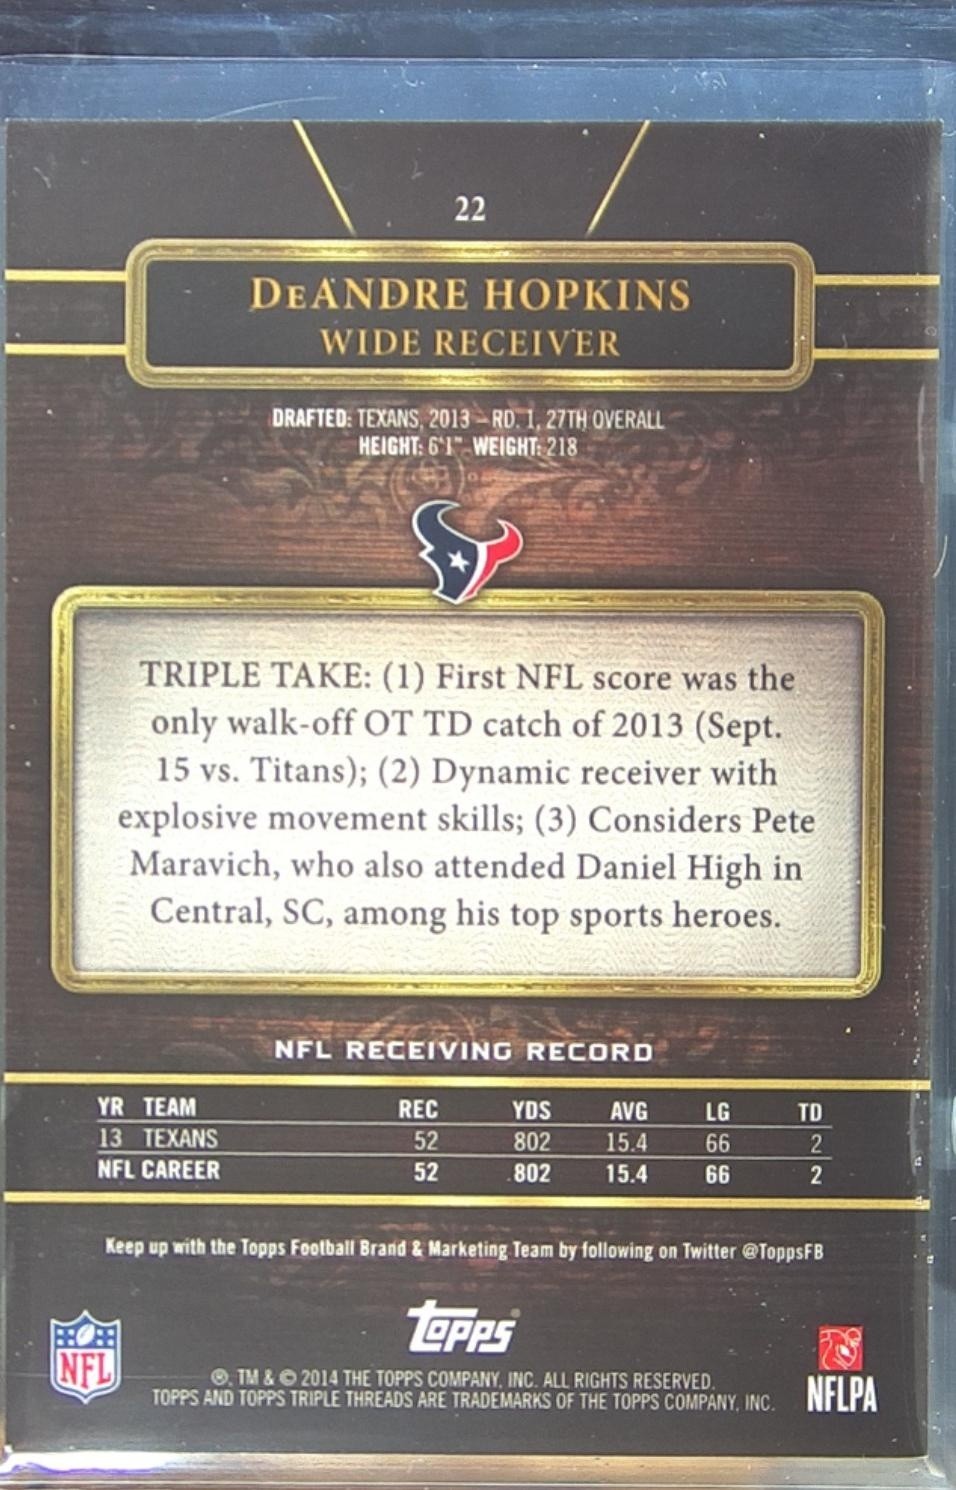 22
DEANDRE HOPKINS
WIDE RECEIVER
DRAFTED: TEXANS, 2013 – RD. 1, 27TH OVERALL
HEIGHT: 6'1" WEIGHT: 218
TRIPLE TAKE: (1) First NFL score was the
only walk-off OT TD catch of 2013 (Sept.
15 vs. Titans); (2) Dynamic receiver with
explosive movement skills; (3) Considers Pete
Maravich, who also attended Daniel High in
Central, SC, among his top sports heroes.
NFL RECEIVING RECORD
YR TEAM REC YDS AVG LG TD
13 TEXANS 52 802 15.4 66 2
NFL CAREER 52 802 15.4 66 2
Keep up with the Topps Football Brand & Marketing Team by following on Twitter @ToppsFB
topps®
NFL
®, TM & © 2014 THE TOPPS COMPANY, INC. ALL RIGHTS RESERVED.
TOPPS AND TOPPS TRIPLE THREADS ARE TRADEMARKS OF THE TOPPS COMPANY, INC.
NFLPA